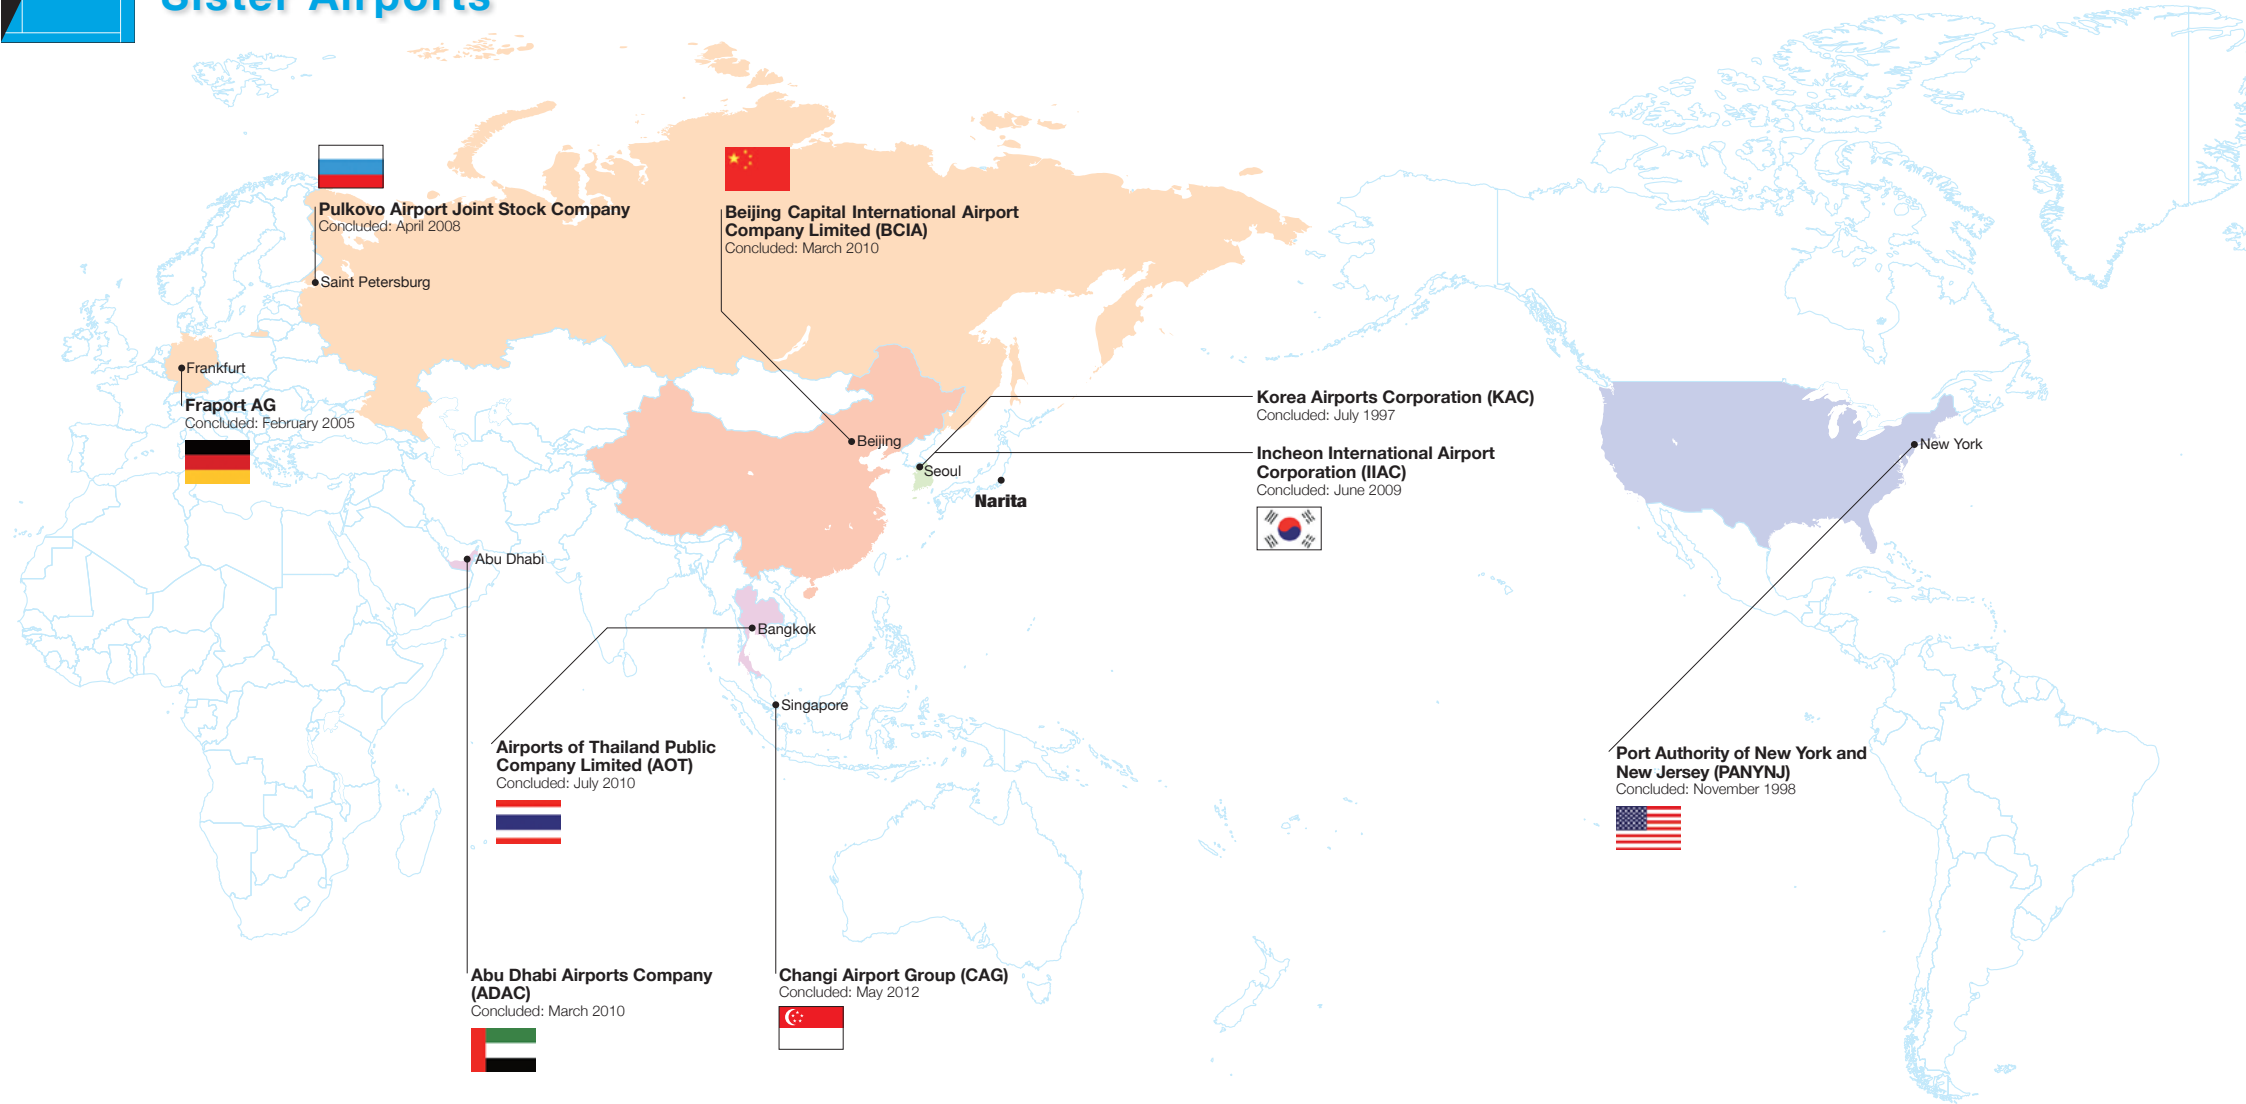 Sister Airports
Pulkovo Airport Joint Stock Company
Concluded: April 2008
Saint Petersburg
Beijing Capital International Airport
Company Limited (BCIA)
Concluded: March 2010
Frankfurt
Fraport AG
Concluded: February 2005
Beijing
Seoul
Narita
Korea Airports Corporation (KAC)
Concluded: July 1997
Incheon International Airport
Corporation (IIAC)
Concluded: June 2009
New York
Abu Dhabi
Bangkok
Singapore
Airports of Thailand Public
Company Limited (AOT)
Concluded: July 2010
Port Authority of New York and
New Jersey (PANYNJ)
Concluded: November 1998
Abu Dhabi Airports Company
(ADAC)
Concluded: March 2010
Changi Airport Group (CAG)
Concluded: May 2012